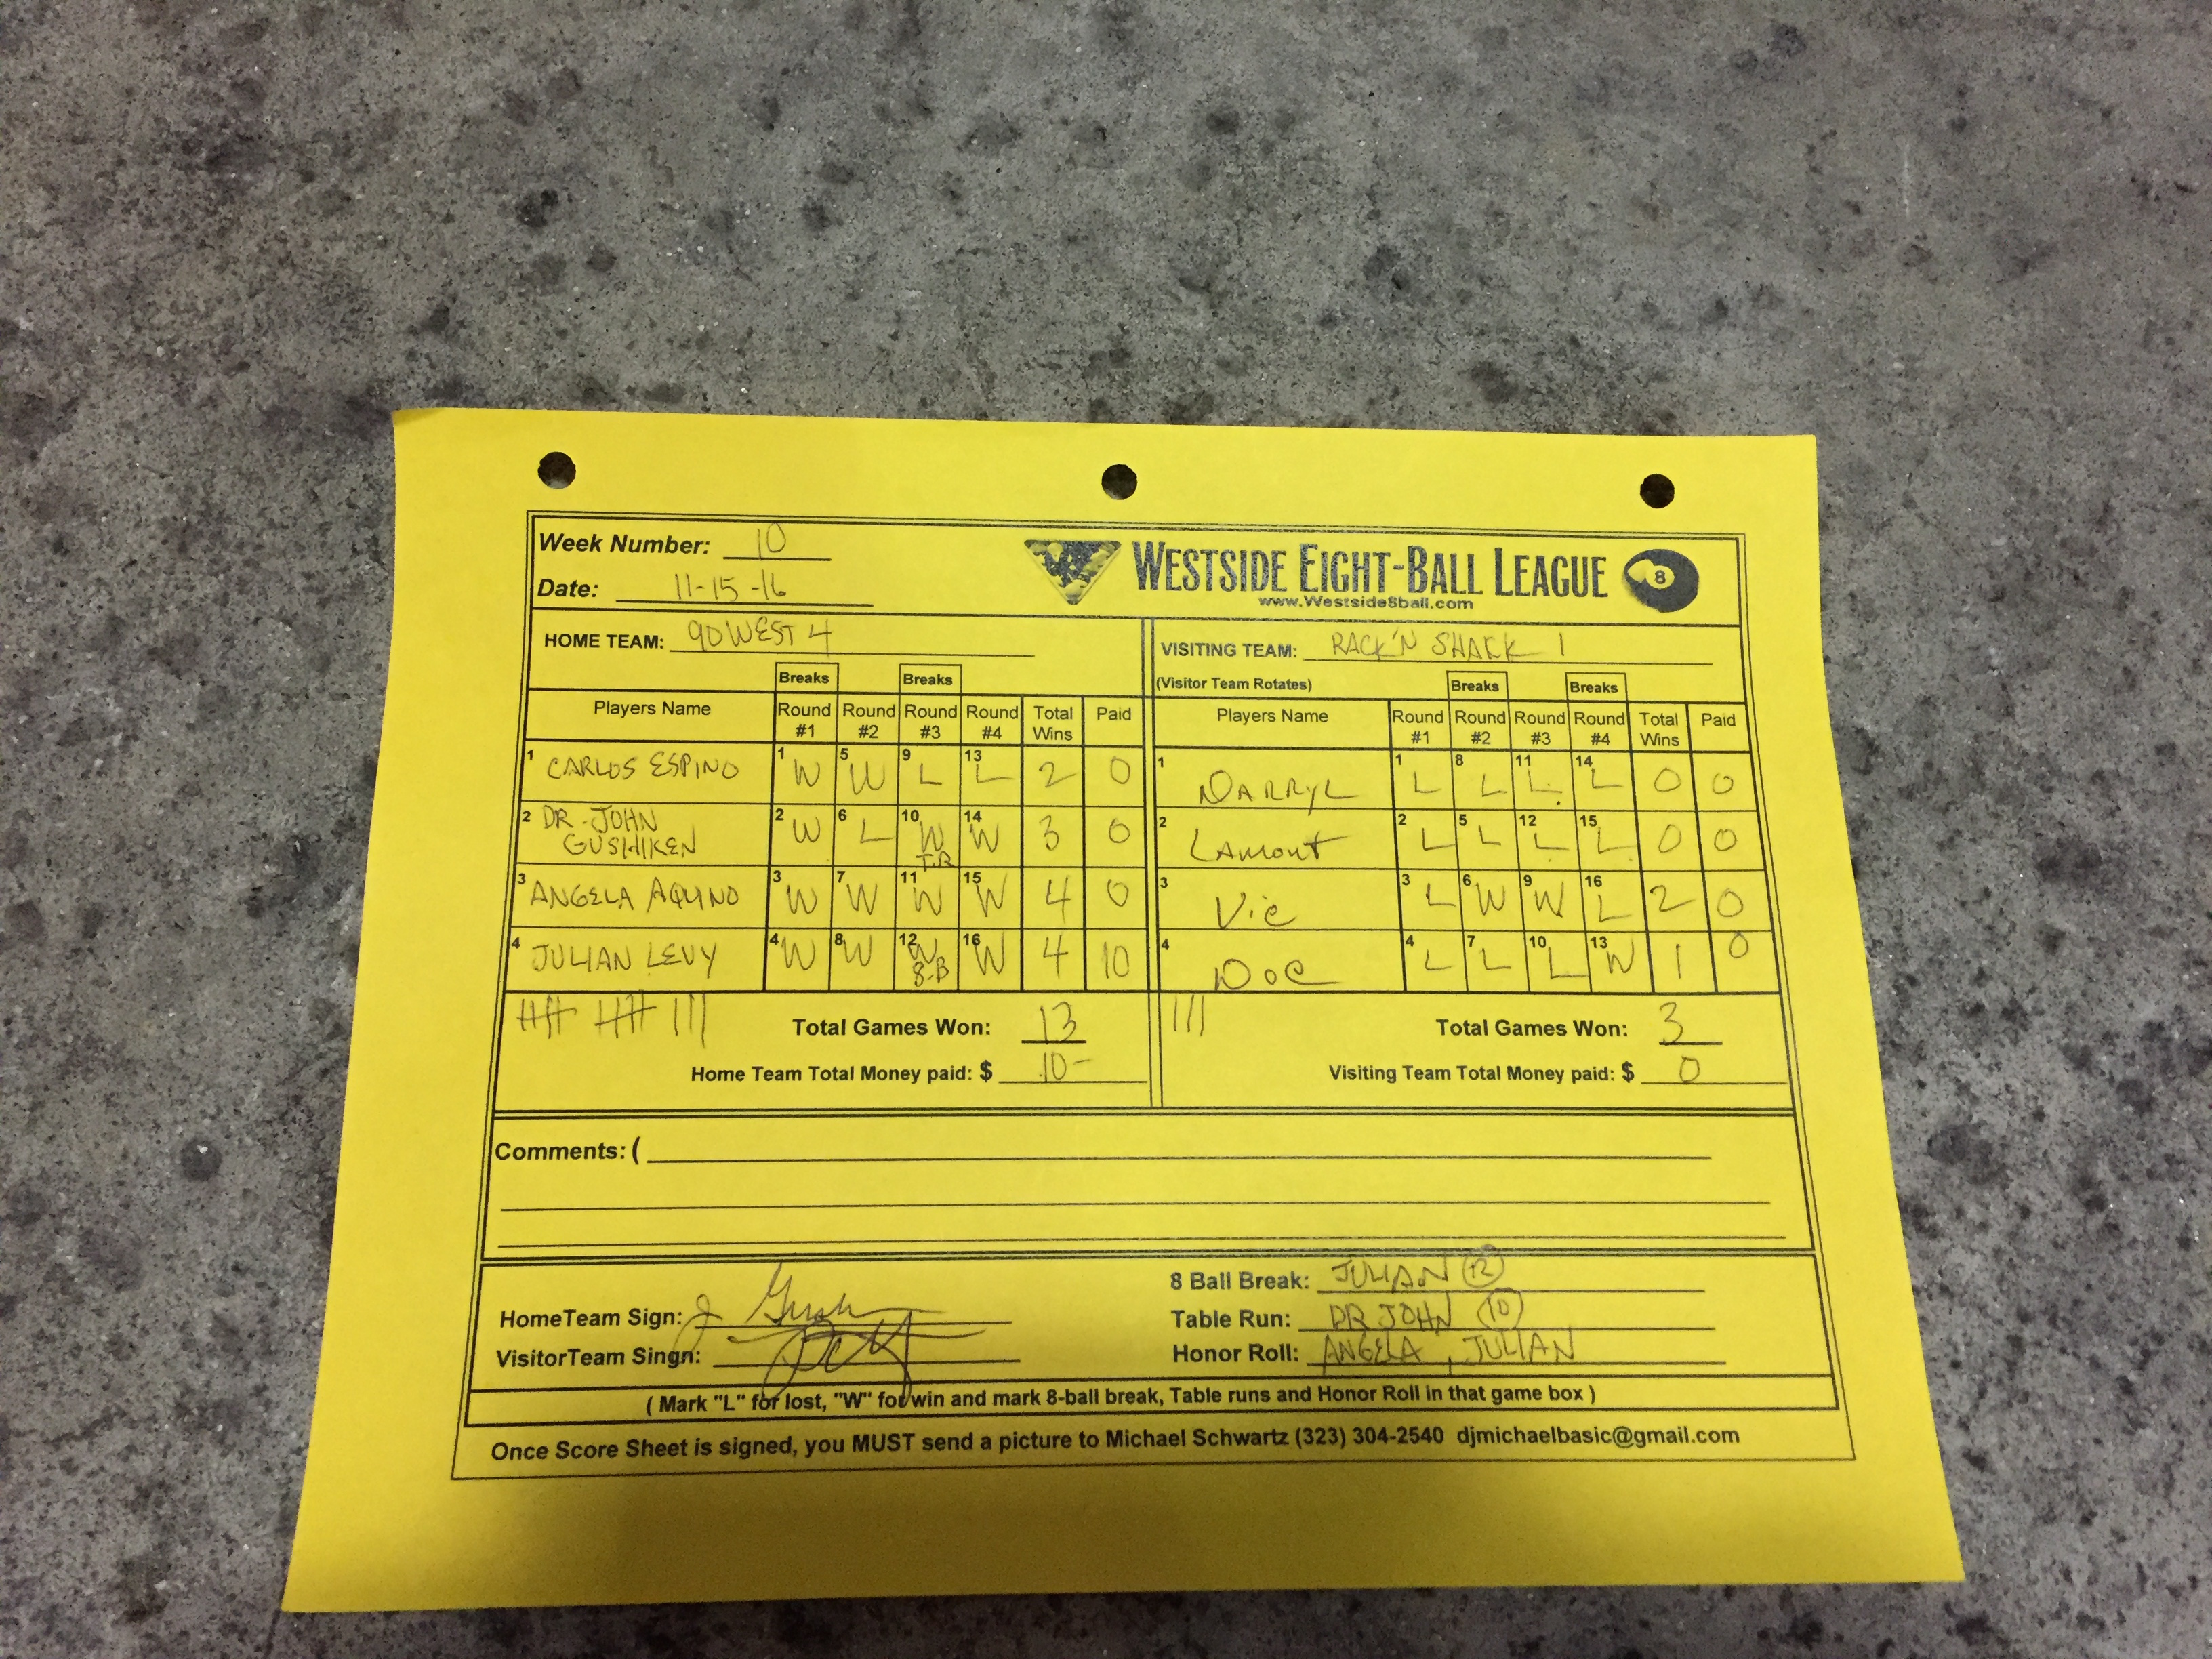 Week Number: 10
Date: 11-15-16
WESTSIDE EIGHT-BALL LEAGUE 8
www.Westside8ball.com
HOME TEAM: 90 WEST 4
VISITING TEAM: RACK'N SHACK 1
(Visitor Team Rotates)
Breaks Breaks Breaks Breaks
Players Name Round #1 Round #2 Round #3 Round #4 Total Wins Paid Players Name Round #1 Round #2 Round #3 Round #4 Total Wins Paid
1 CARLOS ESPINO 1 W 5 W 9 L 13 L 2 0 1 DARRYL 1 L 8 L 11 L 14 L 0 0
2 DR. JOHN GUSHIKEN 2 W 6 L 10 W T.R 14 W 3 0 2 LAMONT 2 L 5 L 12 L 15 L 0 0
3 ANGELA AQUINO 3 W 7 W 11 W 15 W 4 0 3 Vic 3 L 6 W 9 W 16 L 2 0
4 JULIAN LEVY 4 W 8 W 12 W 8-B 16 W 4 10 4 DOC 4 L 7 L 10 L 13 W 1 0
Total Games Won: 13
Total Games Won: 3
Home Team Total Money paid: $ 10-
Visiting Team Total Money paid: $ 0
Comments: (
8 Ball Break: JULIAN 12
HomeTeam Sign:
Table Run: DR JOHN 10
VisitorTeam Singn:
Honor Roll: ANGELA, JULIAN
( Mark "L" for lost, "W" for win and mark 8-ball break, Table runs and Honor Roll in that game box )
Once Score Sheet is signed, you MUST send a picture to Michael Schwartz (323) 304-2540 djmichaelbasic@gmail.com